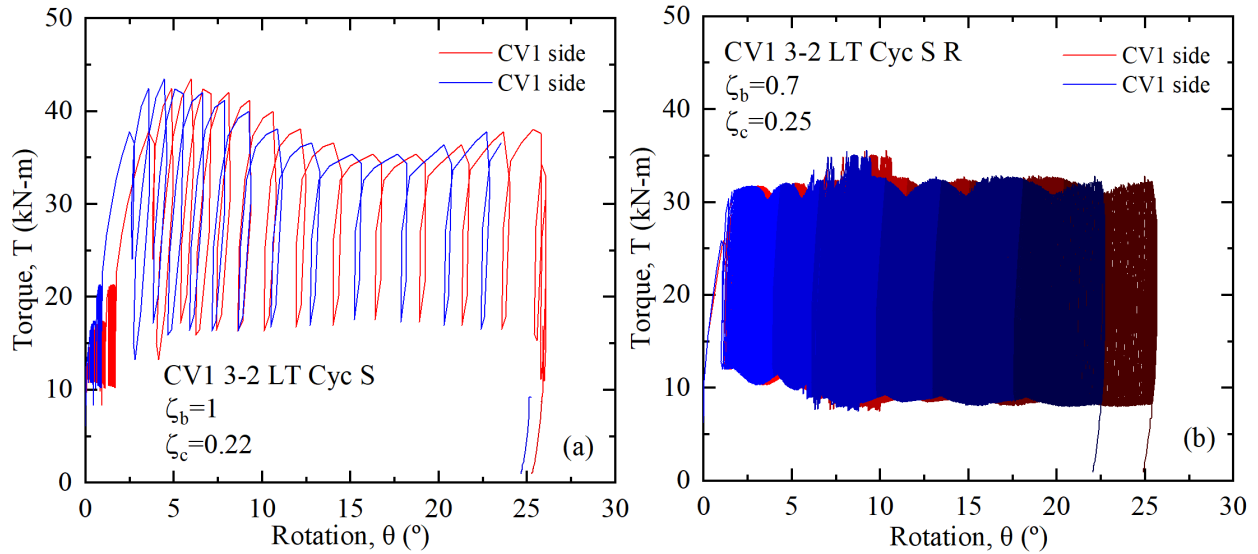 50
40
30
20
10
0
Torque, T (kN-m)
CV1 side
CV1 side
CV1 3-2 LT Cyc S
ζb=1
ζc=0.22
(a)
0 5 10 15 20 25 30
Rotation, θ (º)
50
40
30
20
10
0
Torque, T (kN-m)
CV1 3-2 LT Cyc S R
ζb=0.7
ζc=0.25
CV1 side
CV1 side
(b)
0 5 10 15 20 25 30
Rotation, θ (º)